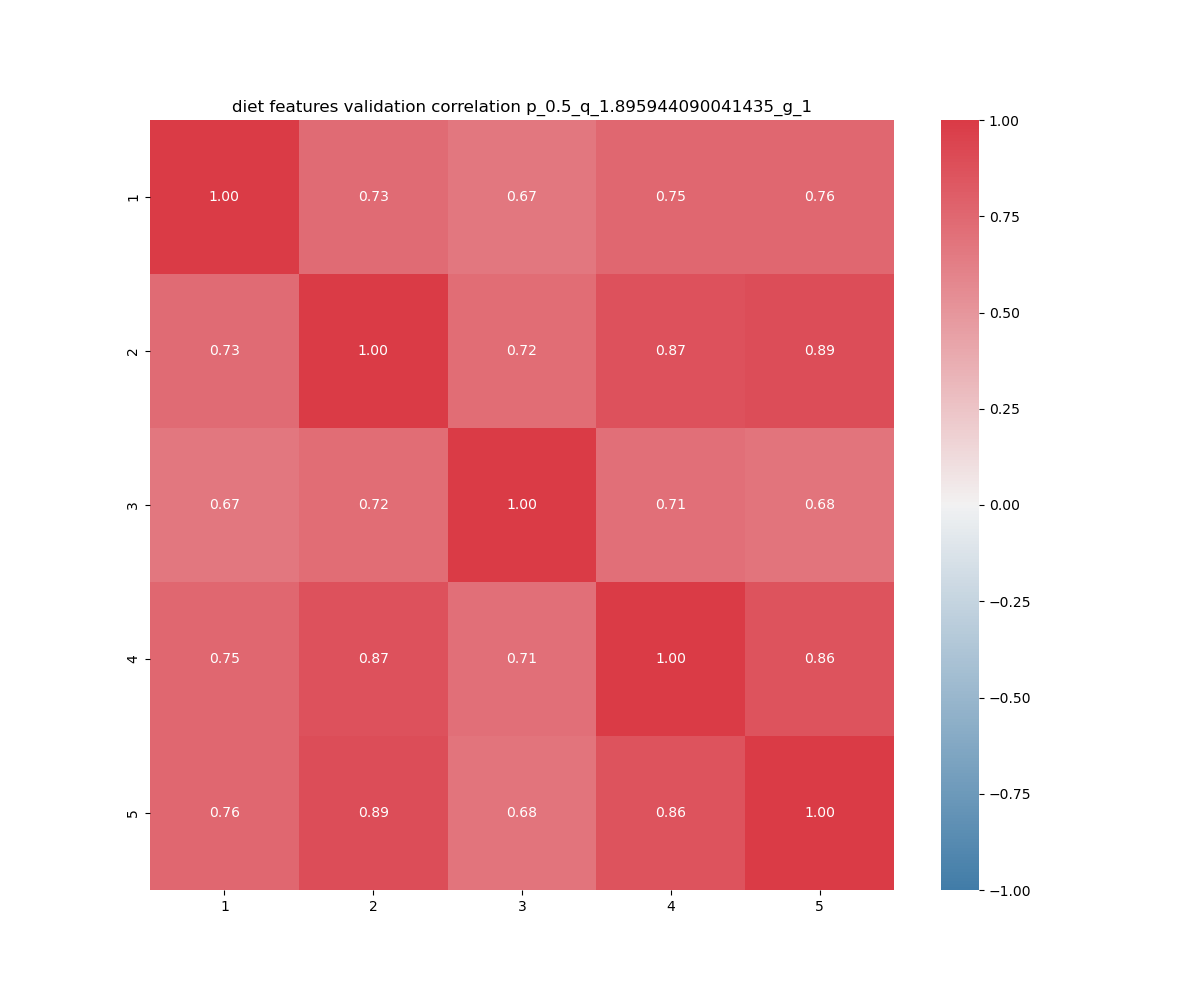 diet features validation correlation p_0.5_q_1.895944090041435_g_1
1 1.00 0.73 0.67 0.75 0.76
2 0.73 1.00 0.72 0.87 0.89
3 0.67 0.72 1.00 0.71 0.68
4 0.75 0.87 0.71 1.00 0.86
5 0.76 0.89 0.68 0.86 1.00
1 2 3 4 5
1.00
0.75
0.50
0.25
0.00
−0.25
−0.50
−0.75
−1.00